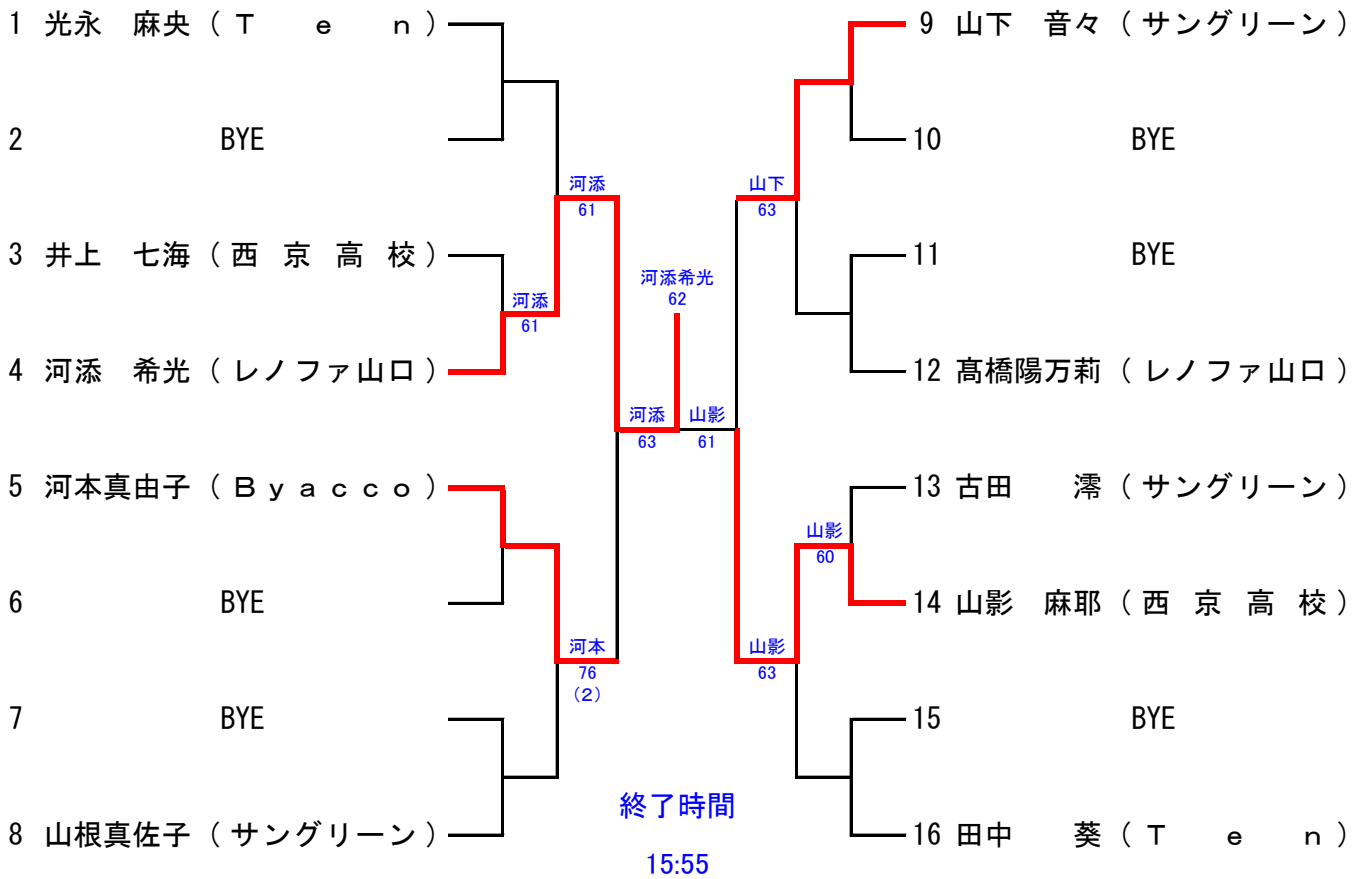 1 光永　麻央（Ｔ　ｅ　ｎ）
2 BYE
3 井上　七海（西 京 高 校）
4 河添　希光（レノファ山口）
5 河本真由子（Ｂｙａｃｃｏ）
6 BYE
7 BYE
8 山根真佐子（サングリーン）
河添
61
河添
61
河本
76
(2)
河添
63
河添希光
62
山影
61
山下
63
山影
60
山影
63
9 山下　音々（サングリーン）
10 BYE
11 BYE
12 髙橋陽万莉（レノファ山口）
13 古田　　澪（サングリーン）
14 山影　麻耶（西 京 高 校）
15 BYE
16 田中　　葵（Ｔ　ｅ　ｎ）
終了時間
15:55